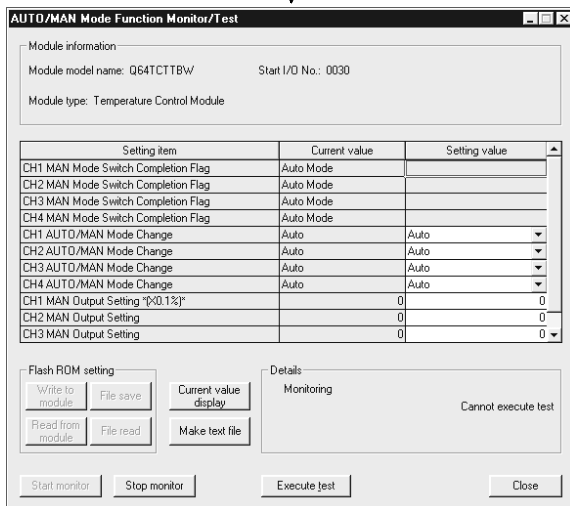 AUTO/MAN Mode Function Monitor/Test
Module information
Module model name: Q64TCTTBW Start I/O No.: 0030
Module type: Temperature Control Module
Setting item Current value Setting value
CH1 MAN Mode Switch Completion Flag Auto Mode
CH2 MAN Mode Switch Completion Flag Auto Mode
CH3 MAN Mode Switch Completion Flag Auto Mode
CH4 MAN Mode Switch Completion Flag Auto Mode
CH1 AUTO/MAN Mode Change Auto Auto
CH2 AUTO/MAN Mode Change Auto Auto
CH3 AUTO/MAN Mode Change Auto Auto
CH4 AUTO/MAN Mode Change Auto Auto
CH1 MAN Output Setting *(X0.1%)* 0 0
CH2 MAN Output Setting 0 0
CH3 MAN Output Setting 0 0
Flash ROM setting
Write to
module
File save
Current value
display
Read from
module
File read
Make text file
Details
Monitoring
Cannot execute test
Start monitor Stop monitor Execute test Close